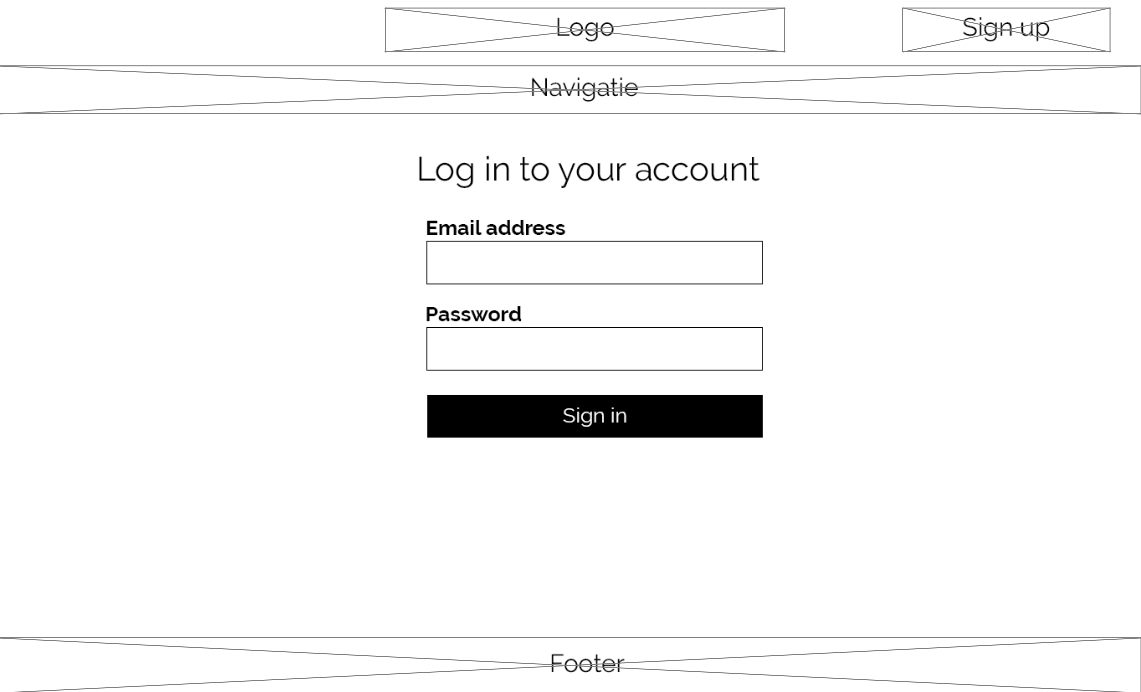 Logo
Sign up
Navigatie
Log in to your account
Email address
Password
Sign in
Footer